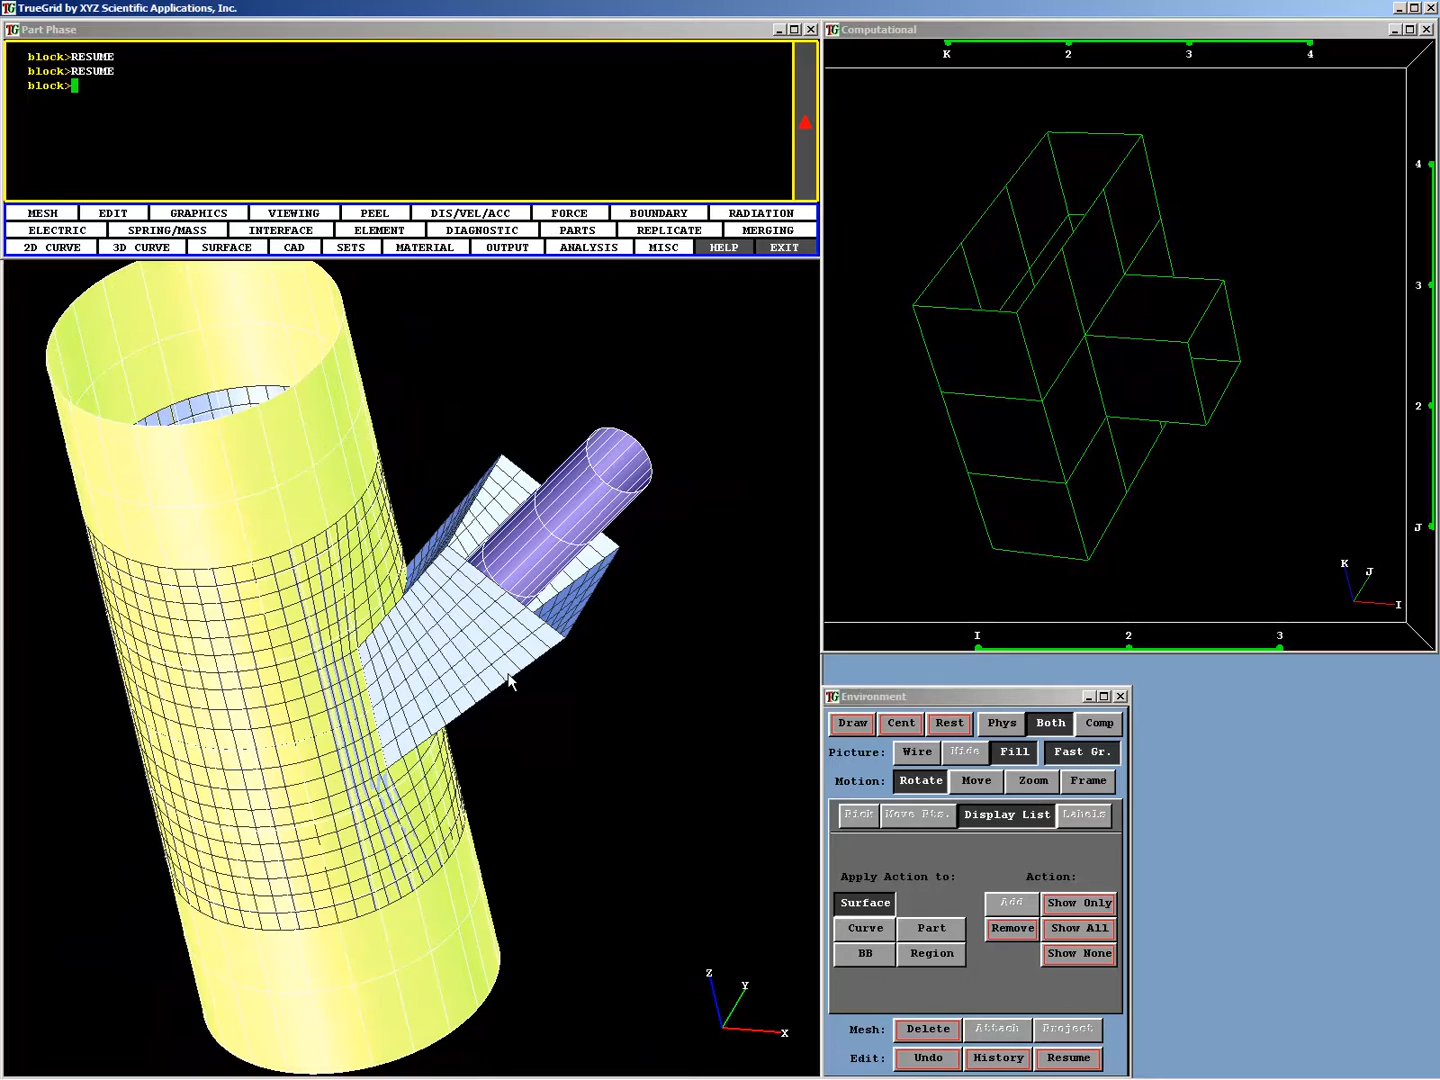 TrueGrid by XYZ Scientific Applications, Inc.
TG Part Phase
block>RESUME
block>RESUME
block>
MESH EDIT GRAPHICS VIEWING PEEL DIS/VEL/ACC FORCE BOUNDARY RADIATION
ELECTRIC SPRING/MASS INTERFACE ELEMENT DIAGNOSTIC PARTS REPLICATE MERGING
2D CURVE 3D CURVE SURFACE CAD SETS MATERIAL OUTPUT ANALYSIS MISC HELP EXIT
Z
Y
X
TG Computational
K 2 3 4
4
3
2
J
K
J
I
I 2 3
TG Environment
Draw Cent Rest Phys Both Comp
Picture: Wire Hide Fill Fast Gr.
Motion: Rotate Move Zoom Frame
Pick Move Pts. Display List Labels
Apply Action to: Action:
Surface Add Show Only
Curve Part Remove Show All
BB Region Show None
Mesh: Delete Attach Project
Edit: Undo History Resume